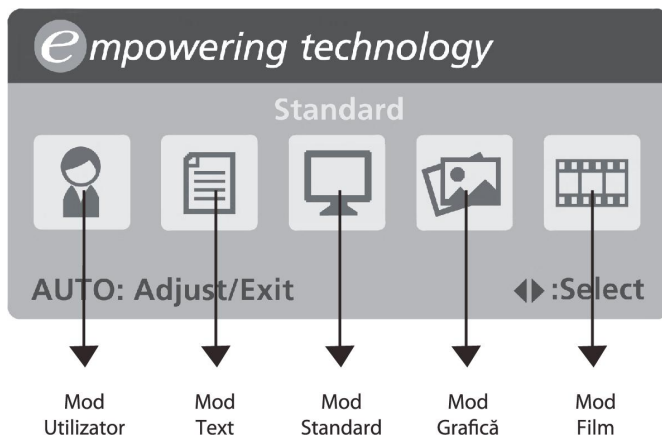 empowering technology
Standard
AUTO: Adjust/Exit :Select
Mod Mod Mod Mod Mod
Utilizator Text Standard Grafică Film